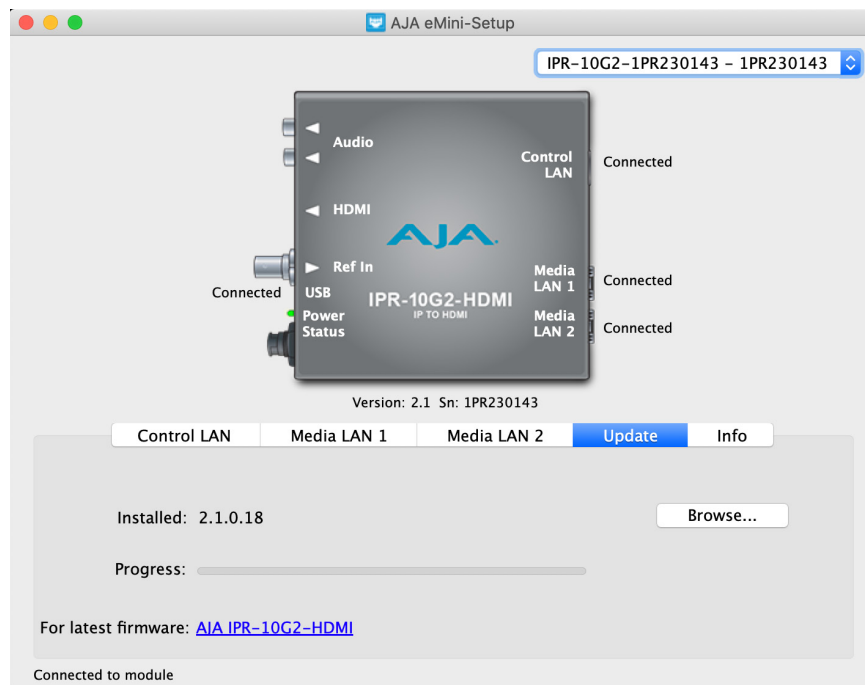 AJA eMini-Setup
IPR-10G2-1PR230143 - 1PR230143
Audio
Control
LAN
Connected
HDMI
AJA.
Ref In
Connected
USB
Media
LAN 1
Connected
IPR-10G2-HDMI
IP TO HDMI
Power
Status
Media
LAN 2
Connected
Version: 2.1 Sn: 1PR230143
Control LAN
Media LAN 1
Media LAN 2
Update
Info
Installed: 2.1.0.18
Browse...
Progress:
For latest firmware: AJA IPR-10G2-HDMI
Connected to module